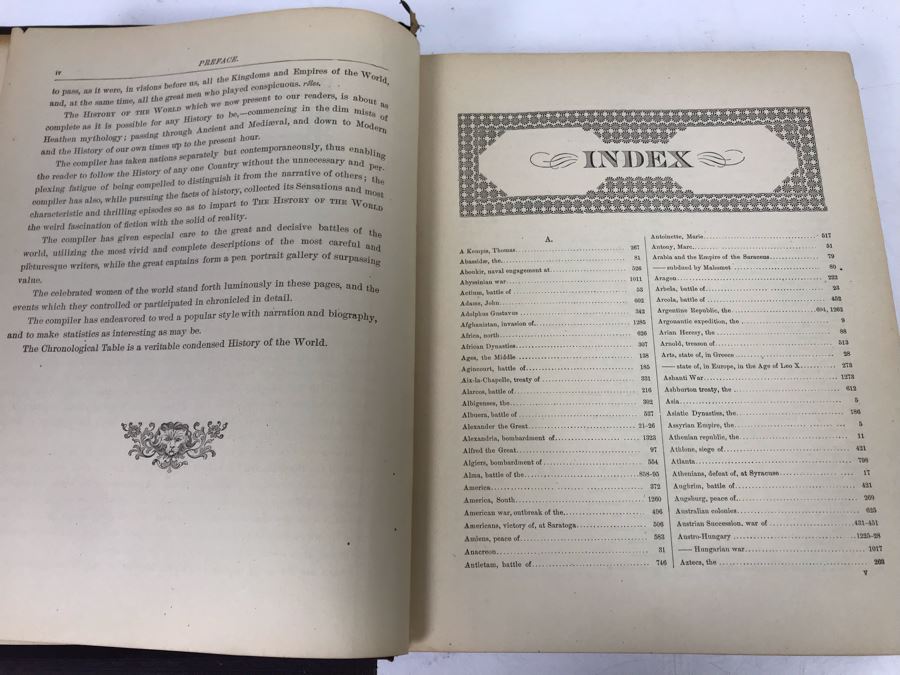 iv
PREFACE.
to pass, as it were, in visions before us, all the Kingdoms and Empires of the World,
and, at the same time, all the great men who played conspicuous. rôles.
The HISTORY OF THE WORLD which we now present to our readers, is about as
complete as it is possible for any History to be,—commencing in the dim mists of
Heathen mythology; passing through Ancient and Mediæval, and down to Modern
and the History of our own times up to the present hour.
The compiler has taken nations separately but contemporaneously, thus enabling
the reader to follow the History of any one Country without the unnecessary and per-
plexing fatigue of being compelled to distinguish it from the narrative of others; the
compiler has also, while pursuing the facts of history, collected its Sensations and most
characteristic and thrilling episodes so as to impart to THE HISTORY OF THE WORLD
the weird fascination of fiction with the solid of reality.
The compiler has given especial care to the great and decisive battles of the
world, utilizing the most vivid and complete descriptions of the most careful and
picturesque writers, while the great captains form a pen portrait gallery of surpassing
value.
The celebrated women of the world stand forth luminously in these pages, and the
events which they controlled or participated in chronicled in detail.
The compiler has endeavored to wed a popular style with narration and biography,
and to make statistics as interesting as may be.
The Chronological Table is a veritable condensed History of the World.
INDEX
A.
A Kempis, Thomas 267
Abassidæ, the 81
Aboukir, naval engagement at 526
Abyssinian war 1011
Actium, battle of 53
Adams, John 602
Adolphus Gustavus 342
Afghanistan, invasion of 1285
Africa, north 626
African Dynasties 307
Ages, the Middle 138
Agincourt, battle of 185
Aix-la-Chapelle, treaty of 331
Alarcos, battle of 216
Albigenses, the 302
Albuera, battle of 537
Alexander the Great 21-26
Alexandria, bombardment of 1323
Alfred the Great 97
Algiers, bombardment of 554
Alma, battle of the 858-95
America 372
America, South 1260
American war, outbreak of the 496
Americans, victory of, at Saratoga 506
Amiens, peace of 583
Anacreon 31
Antietam, battle of 746
Antoinette, Marie 517
Antony, Marc 51
Arabia and the Empire of the Saracens 79
— subdued by Mahomet 80
Aragon 223
Arbela, battle of 23
Arcola, battle of 452
Argentine Republic, the 694, 1262
Argonautic expedition, the 9
Arian Heresy, the 88
Arnold, treason of 513
Arts, state of, in Greece 28
— state of, in Europe, in the Age of Leo X 273
Ashanti War 1273
Ashborton treaty, the 612
Asia 5
Asiatic Dynasties, the 186
Assyrian Empire, the 5
Athenian republic, the 11
Athlone, siege of 421
Atlanta 798
Athenians, defeat of, at Syracuse 17
Aughrim, battle of 421
Augsburg, peace of 269
Australian colonies 625
Austrian Succession, war of 431-451
Austro-Hungary 1225-28
— Hungarian war 1017
Aztecs, the 203
V